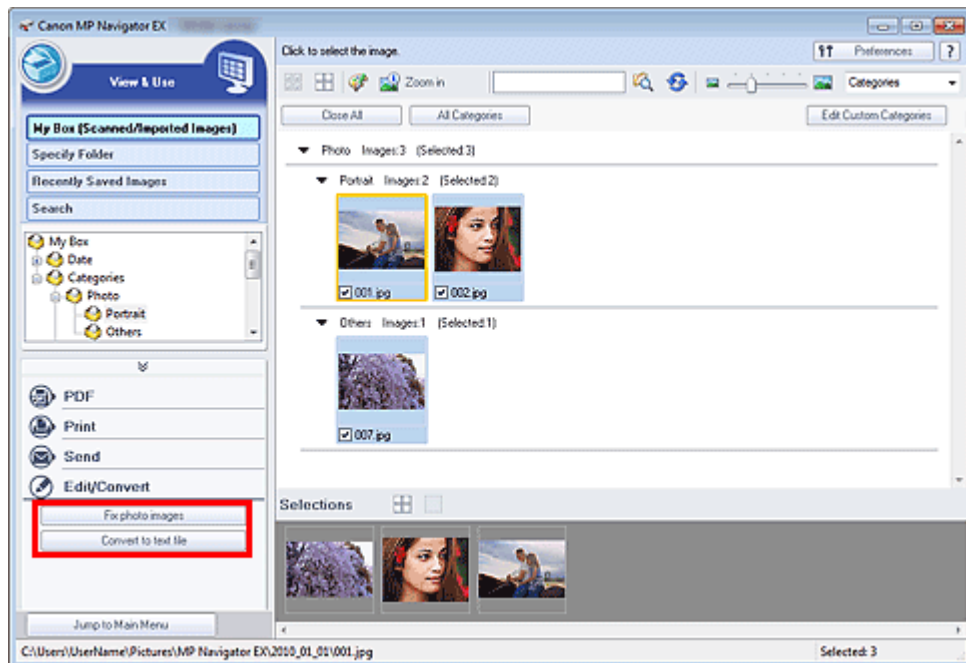 Canon MP Navigator EX
View & Use
My Box (Scanned/Imported Images)
Specify Folder
Recently Saved Images
Search
My Box
Date
Categories
Photo
Portrait
Others
PDF
Print
Send
Edit/Convert
Fix photo images
Convert to text file
Jump to Main Menu
Click to select the image.
Preferences
?
Zoom in
Categories
Close All
All Categories
Edit Custom Categories
Photo Images:3 (Selected:3)
Portrait Images:2 (Selected:2)
001.jpg
002.jpg
Others Images:1 (Selected:1)
007.jpg
Selections
C:\Users\UserName\Pictures\MP Navigator EX\2010_01_01\001.jpg
Selected: 3